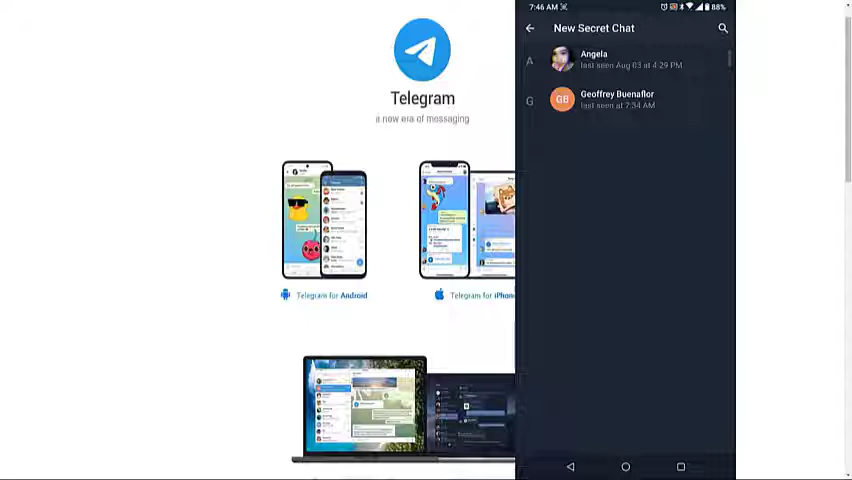 Telegram
a new era of messaging
Telegram for Android
Telegram for iPhon
7:46 AM
88%
New Secret Chat
A
Angela
last seen Aug 03 at 4:29 PM
G
GB
Geoffrey Buenaflor
last seen at 7:34 AM